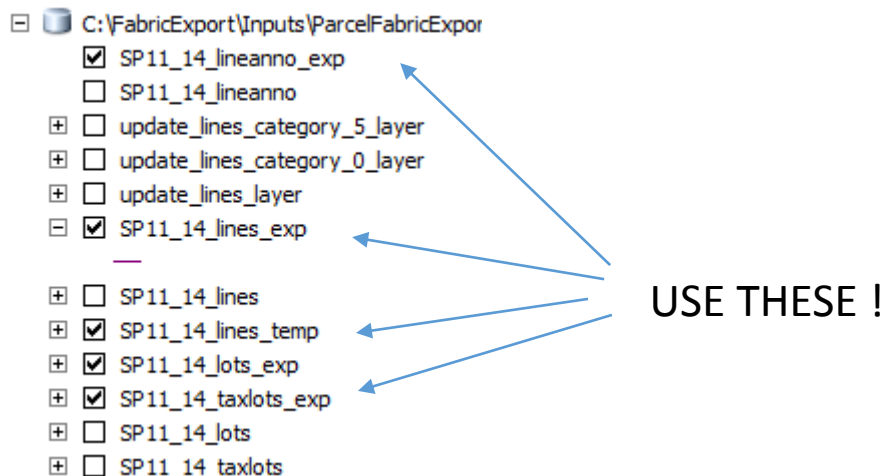 C:\FabricExport\Inputs\ParcelFabricExpor
SP11_14_lineanno_exp
SP11_14_lineanno
update_lines_category_5_layer
update_lines_category_0_layer
update_lines_layer
SP11_14_lines_exp
SP11_14_lines
SP11_14_lines_temp
SP11_14_lots_exp
SP11_14_taxlots_exp
SP11_14_lots
SP11_14_taxlots
USE THESE !